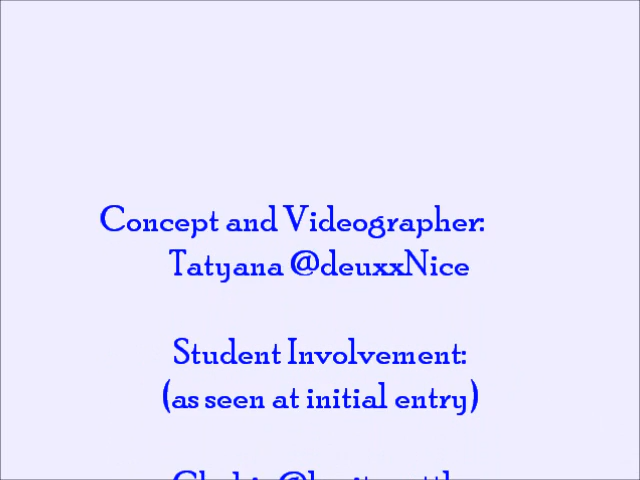 Concept and Videographer:
Tatyana @deuxxNice
Student Involvement:
(as seen at initial entry)